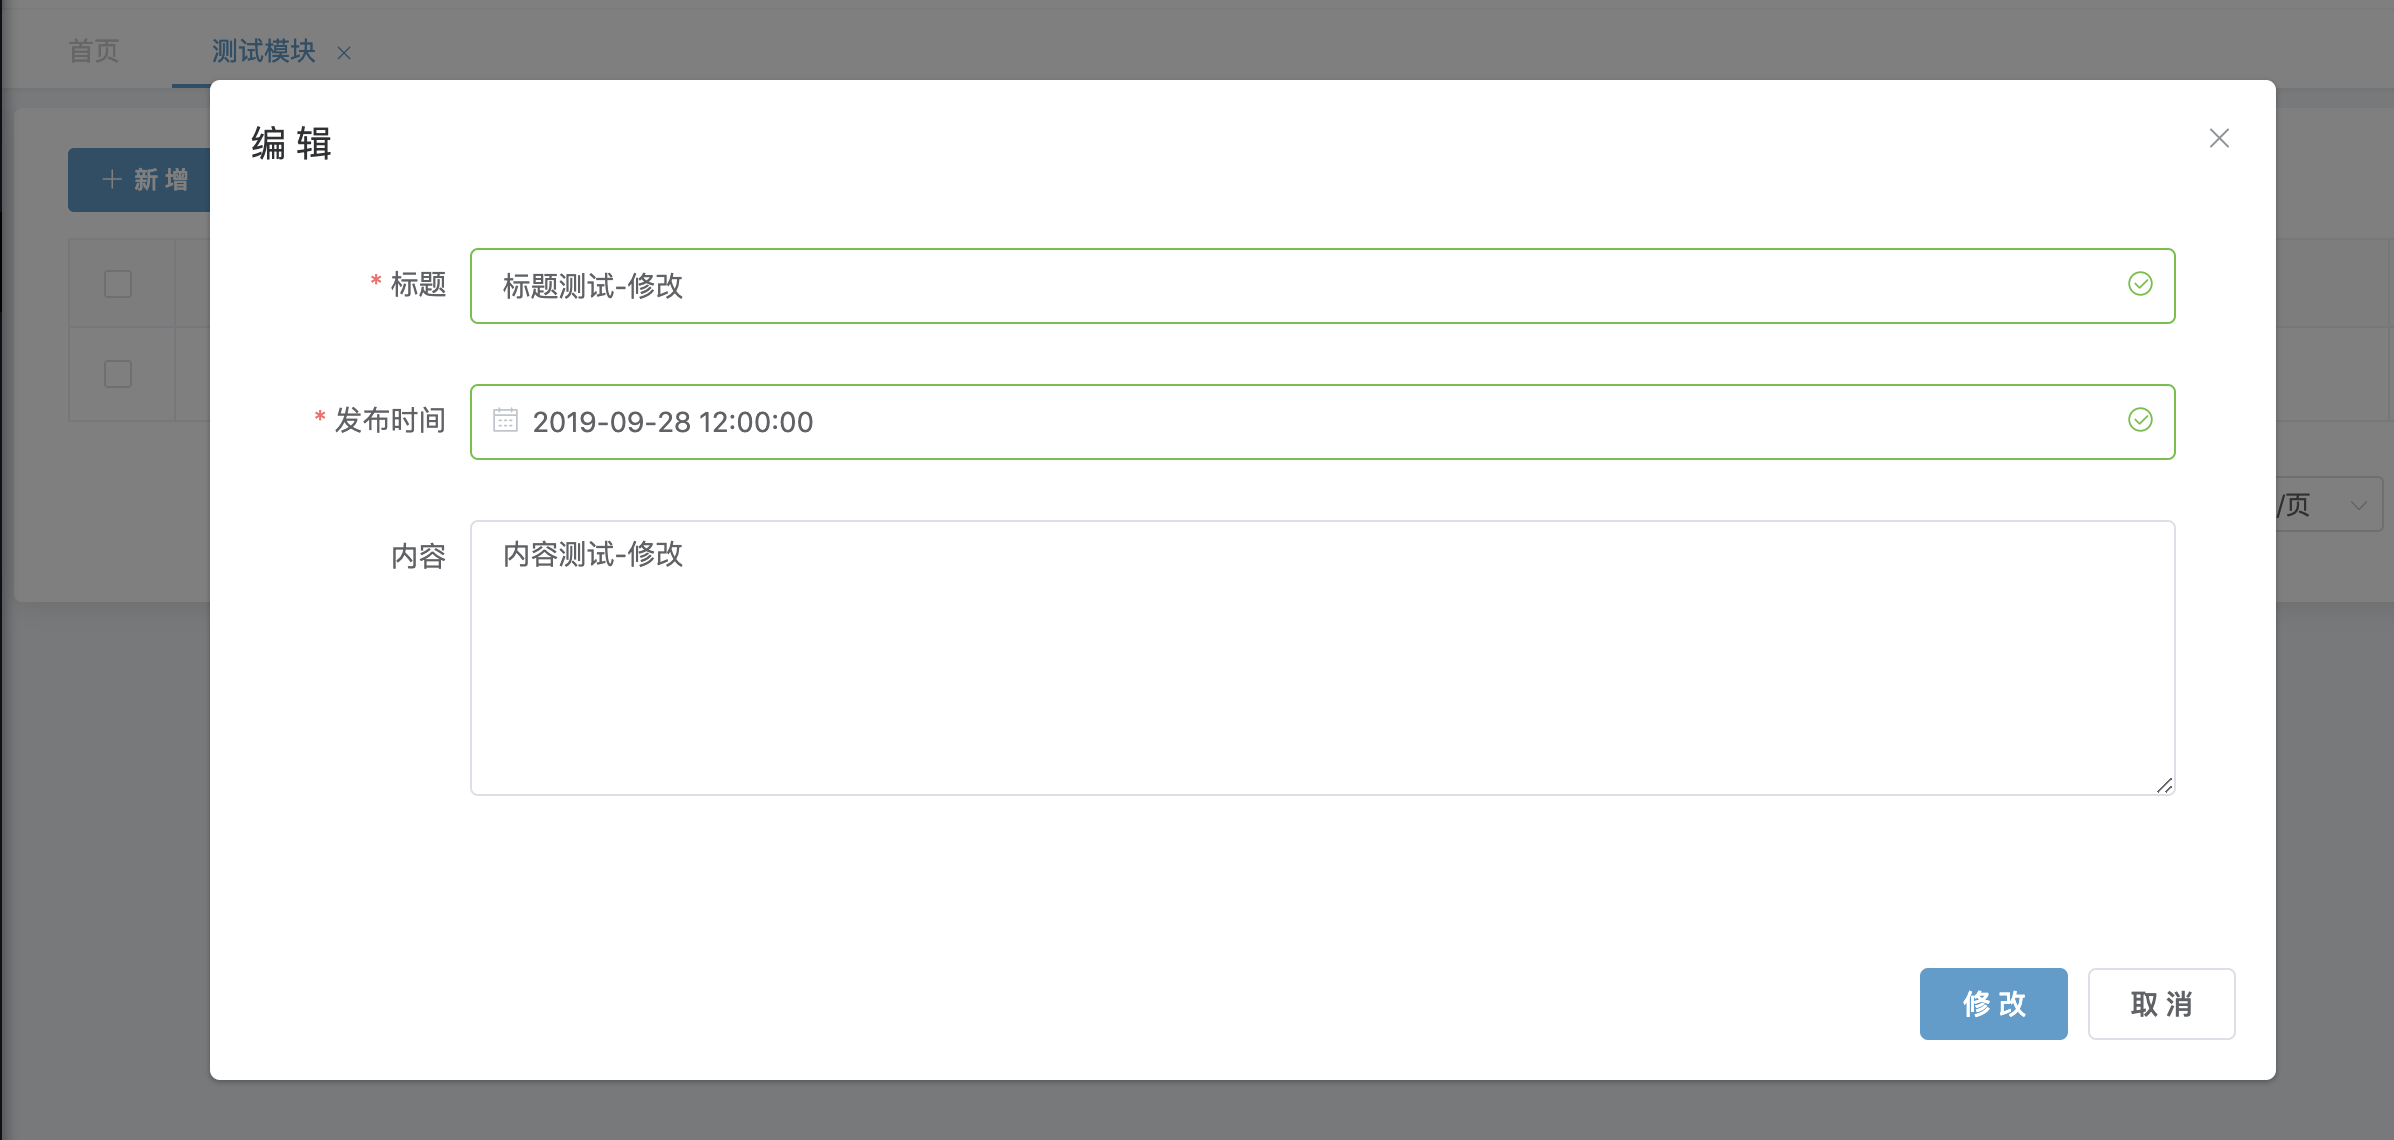 首页 测试模块
编 辑
+ 新 增
* 标题 标题测试-修改
* 发布时间 2019-09-28 12:00:00
/页
内容 内容测试-修改
修 改 取 消